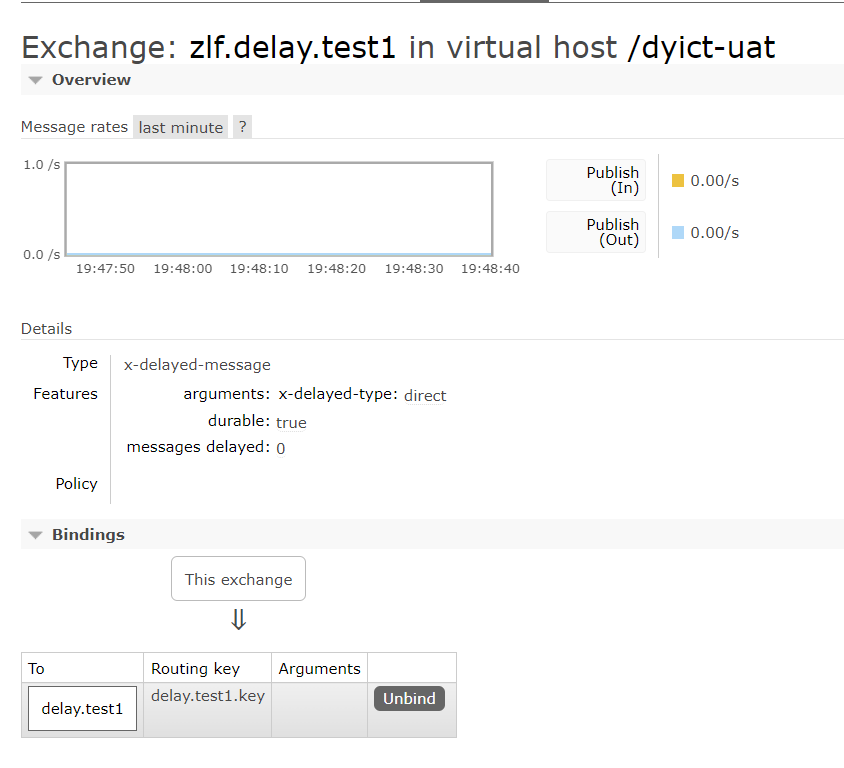 Exchange: zlf.delay.test1 in virtual host /dyict-uat
Overview
Message rates last minute ?
1.0 /s
0.0 /s
19:47:50 19:48:00 19:48:10 19:48:20 19:48:30 19:48:40
Publish
(In)
0.00/s
Publish
(Out)
0.00/s
Details
Type x-delayed-message
Features arguments: x-delayed-type: direct
durable: true
messages delayed: 0
Policy
Bindings
This exchange
⇓
To Routing key Arguments
delay.test1 delay.test1.key Unbind